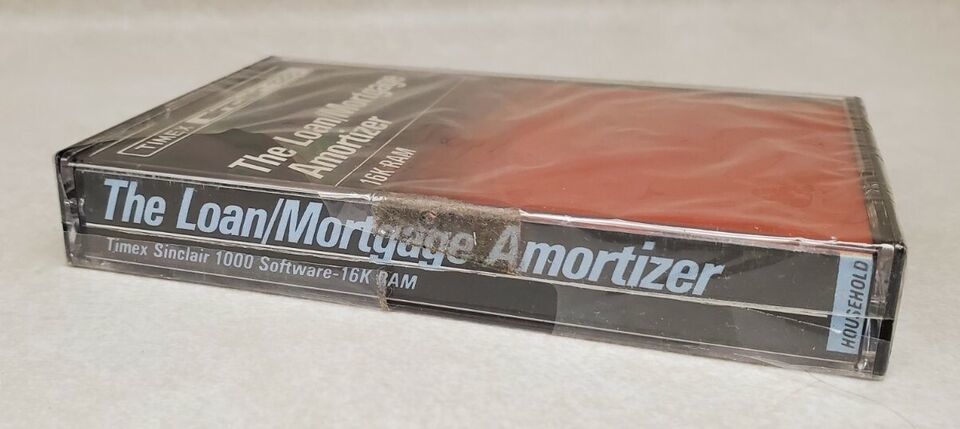 TIMEX
The Loan/Mortgage
Amortizer
16K RAM
The Loan/Mortgage Amortizer
Timex Sinclair 1000 Software-16K RAM
HOUSEHOLD